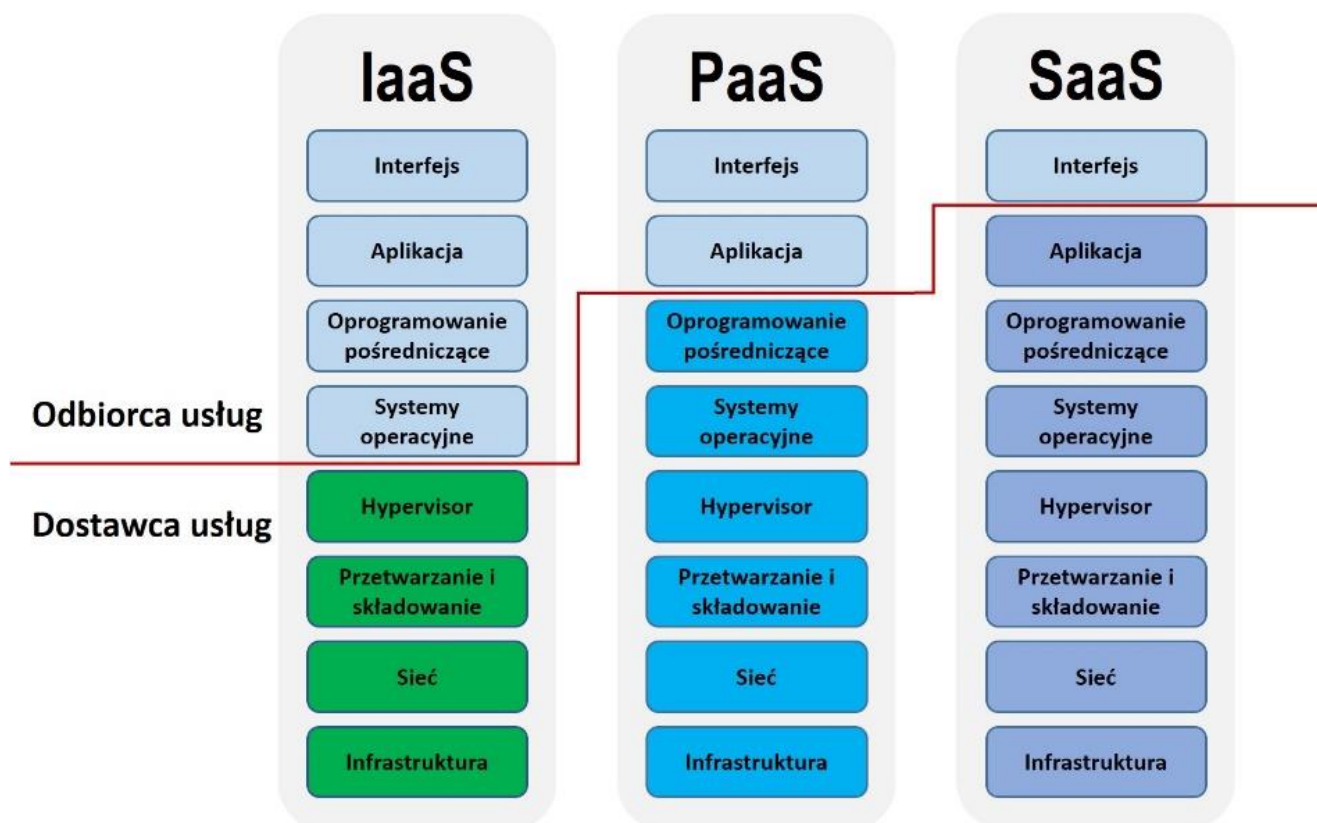 IaaS
Interfejs
Aplikacja
Oprogramowanie
pośredniczące
Systemy
operacyjne
Hypervisor
Przetwarzanie i
składowanie
Sieć
Infrastruktura
PaaS
Interfejs
Aplikacja
Oprogramowanie
pośredniczące
Systemy
operacyjne
Hypervisor
Przetwarzanie i
składowanie
Sieć
Infrastruktura
SaaS
Interfejs
Aplikacja
Oprogramowanie
pośredniczące
Systemy
operacyjne
Hypervisor
Przetwarzanie i
składowanie
Sieć
Infrastruktura
Odbiorca usług
Dostawca usług